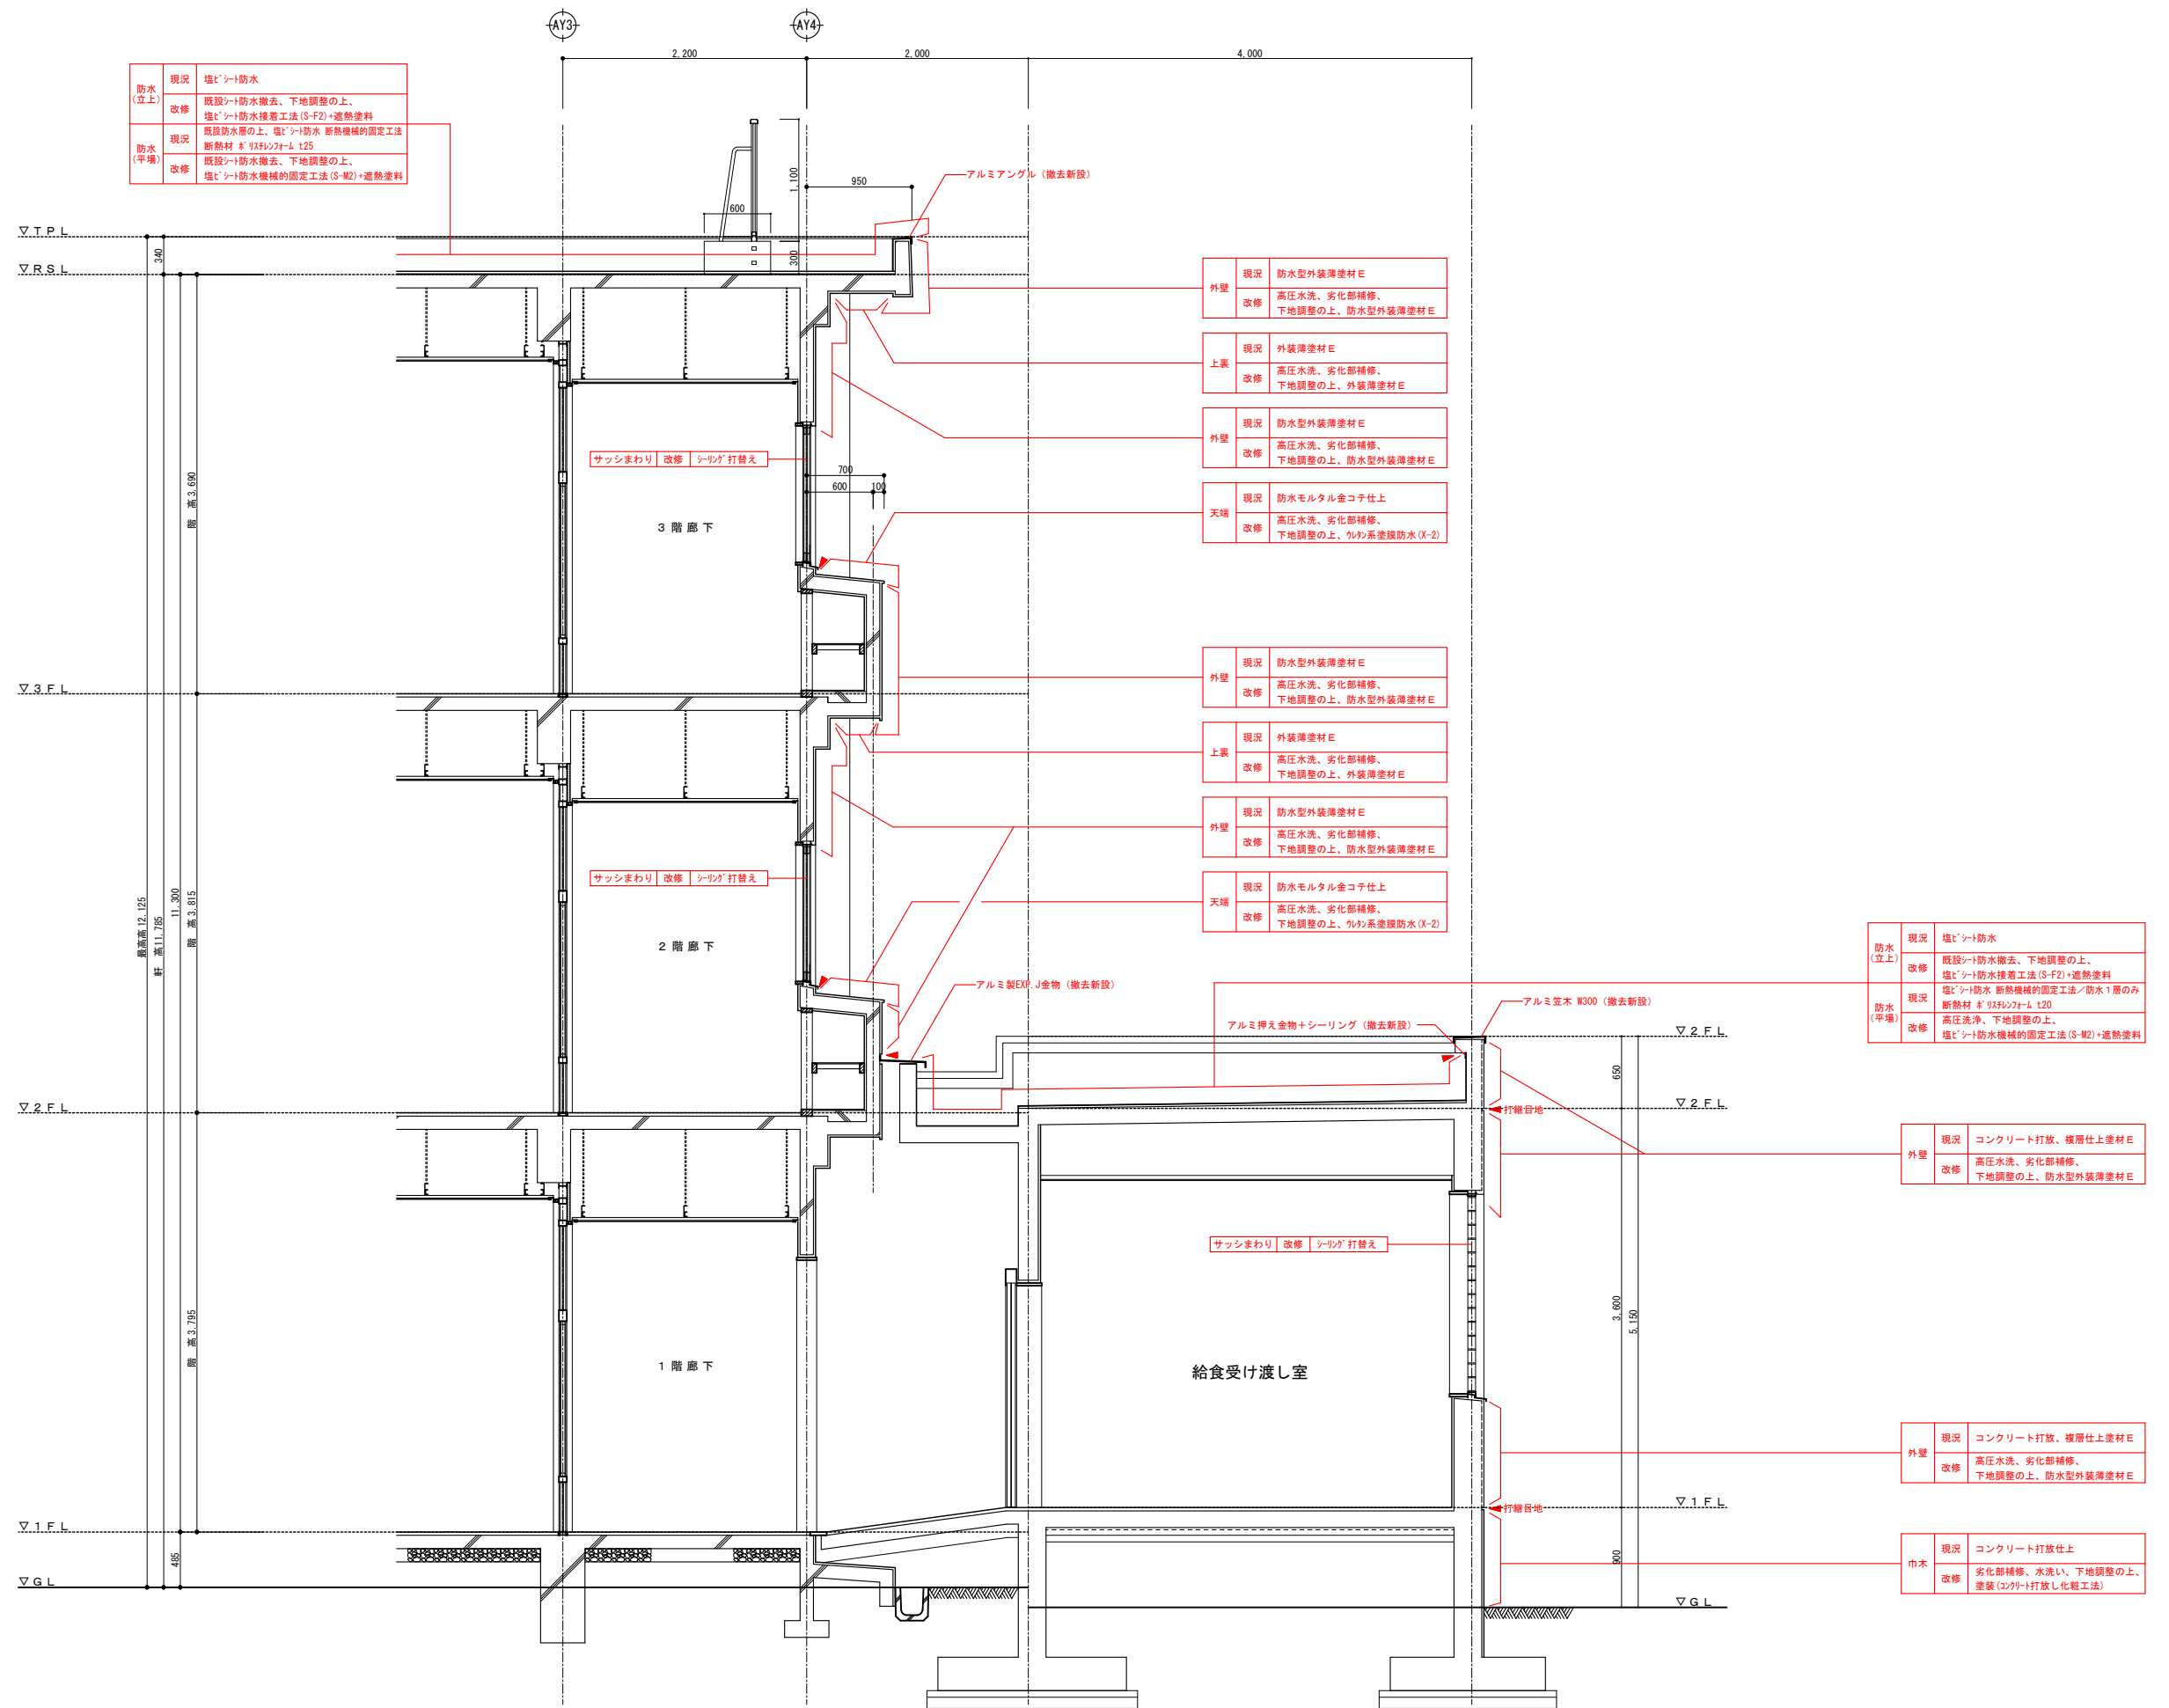 AY3
AY4
2,200
2,000
4,000
防水
(立上)
現況
塩ビシート防水
改修
既設シート防水撤去、下地調整の上、
塩ビシート防水接着工法(S-F2)+遮熱塗料
防水
(平場)
現況
既設防水層の上、塩ビシート防水 断熱機械的固定工法
断熱材 ポリスチレンフォーム t25
改修
既設シート防水撤去、下地調整の上、
塩ビシート防水機械的固定工法(S-M2)+遮熱塗料
1,100
950
アルミアングル（撤去新設）
600
300
▽TPL
340
▽RSL
外壁
現況
防水型外装薄塗材E
改修
高圧水洗、劣化部補修、
下地調整の上、防水型外装薄塗材E
上裏
現況
外装薄塗材E
改修
高圧水洗、劣化部補修、
下地調整の上、外装薄塗材E
外壁
現況
防水型外装薄塗材E
改修
高圧水洗、劣化部補修、
下地調整の上、防水型外装薄塗材E
サッシまわり
改修
シーリング打替え
700
600
100
天端
現況
防水モルタル金コテ仕上
改修
高圧水洗、劣化部補修、
下地調整の上、ウレタン系塗膜防水(X-2)
階 高3,690
3階廊下
外壁
現況
防水型外装薄塗材E
改修
高圧水洗、劣化部補修、
下地調整の上、防水型外装薄塗材E
▽3FL
上裏
現況
外装薄塗材E
改修
高圧水洗、劣化部補修、
下地調整の上、外装薄塗材E
外壁
現況
防水型外装薄塗材E
改修
高圧水洗、劣化部補修、
下地調整の上、防水型外装薄塗材E
サッシまわり
改修
シーリング打替え
天端
現況
防水モルタル金コテ仕上
改修
高圧水洗、劣化部補修、
下地調整の上、ウレタン系塗膜防水(X-2)
最高高12,125
軒 高11,785
11,300
階 高3,815
2階廊下
アルミ製EXP.J金物（撤去新設）
アルミ笠木 W300（撤去新設）
アルミ押え金物＋シーリング（撤去新設）
防水
(立上)
現況
塩ビシート防水
改修
既設シート防水撤去、下地調整の上、
塩ビシート防水接着工法(S-F2)+遮熱塗料
防水
(平場)
現況
塩ビシート防水 断熱機械的固定工法／防水1層のみ
断熱材 ポリスチレンフォーム t20
改修
高圧洗浄、下地調整の上、
塩ビシート防水機械的固定工法(S-M2)+遮熱塗料
▽2FL
650
▽2FL
▽2FL
打継目地
外壁
現況
コンクリート打放、複層仕上塗材E
改修
高圧水洗、劣化部補修、
下地調整の上、防水型外装薄塗材E
サッシまわり
改修
シーリング打替え
階 高3,795
3,600
5,150
1階廊下
給食受け渡し室
外壁
現況
コンクリート打放、複層仕上塗材E
改修
高圧水洗、劣化部補修、
下地調整の上、防水型外装薄塗材E
▽1FL
打継目地
▽1FL
485
900
巾木
現況
コンクリート打放仕上
改修
劣化部補修、水洗い、下地調整の上、
塗装(コンクリート打放し化粧工法)
▽GL
▽GL